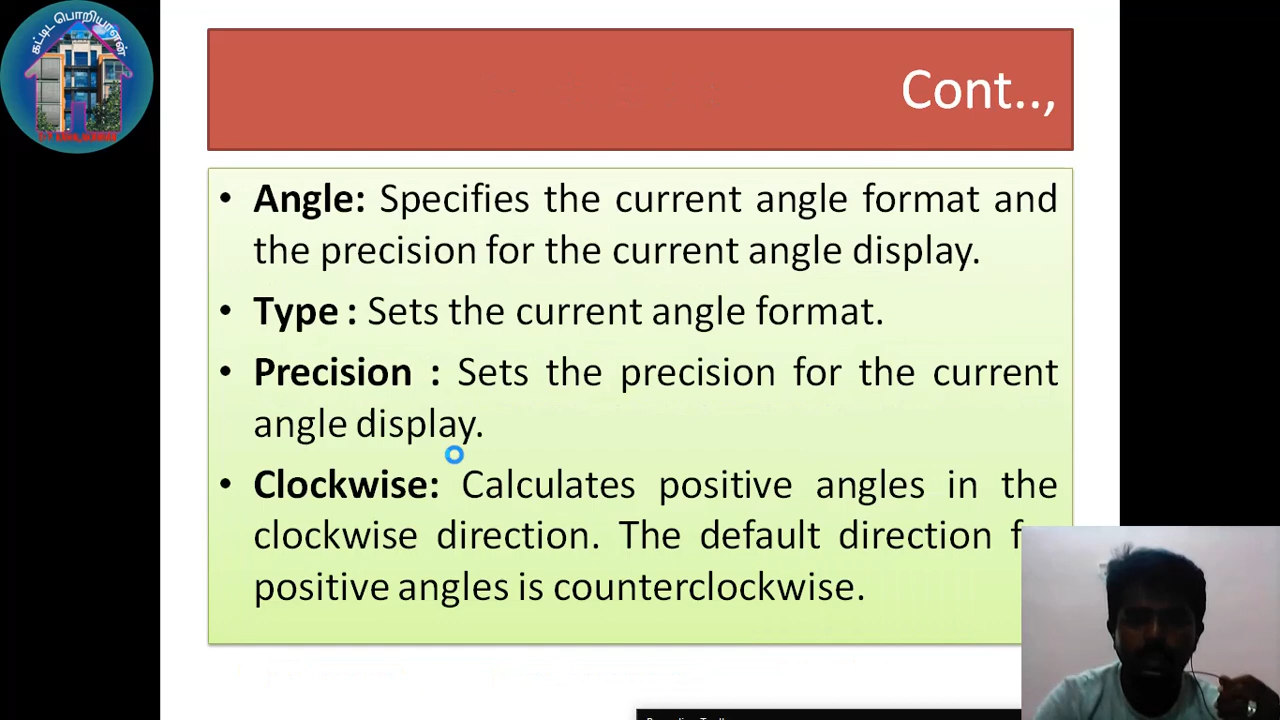 கட்டிட பொறியாளன்
Cont..,
• Angle: Specifies the current angle format and
the precision for the current angle display.
• Type : Sets the current angle format.
• Precision : Sets the precision for the current
angle display.
• Clockwise: Calculates positive angles in the
clockwise direction. The default direction
positive angles is counterclockwise.